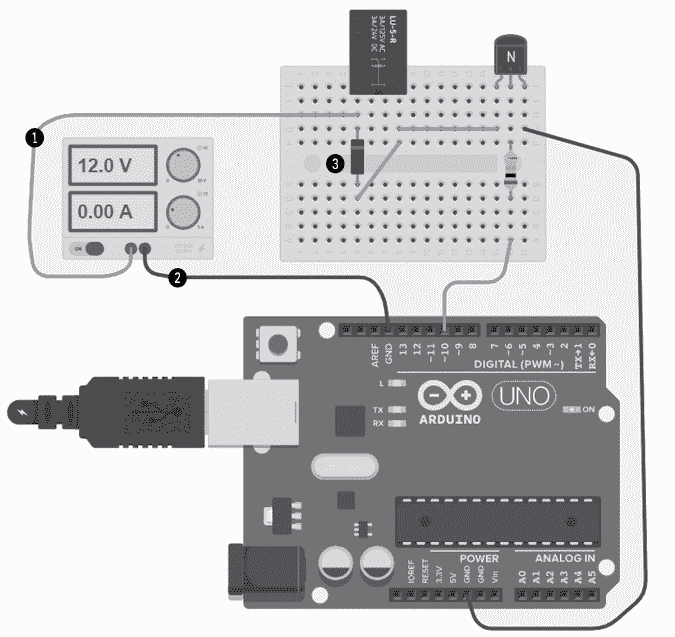 LU-5-R
3A/125V AC
3A/24V DC
N
1
12.0 V
3
0.00 A
ON
2
AREF
GND
13
12
~11
~10
~9
8
7
~6
~5
4
~3
2
TX→1
RX←0
DIGITAL (PWM~)
L
TX
RX
ARDUINO
UNO
ON
POWER
ANALOG IN
IOREF
RESET
3.3V
5V
GND
GND
Vin
A0
A1
A2
A3
A4
A5